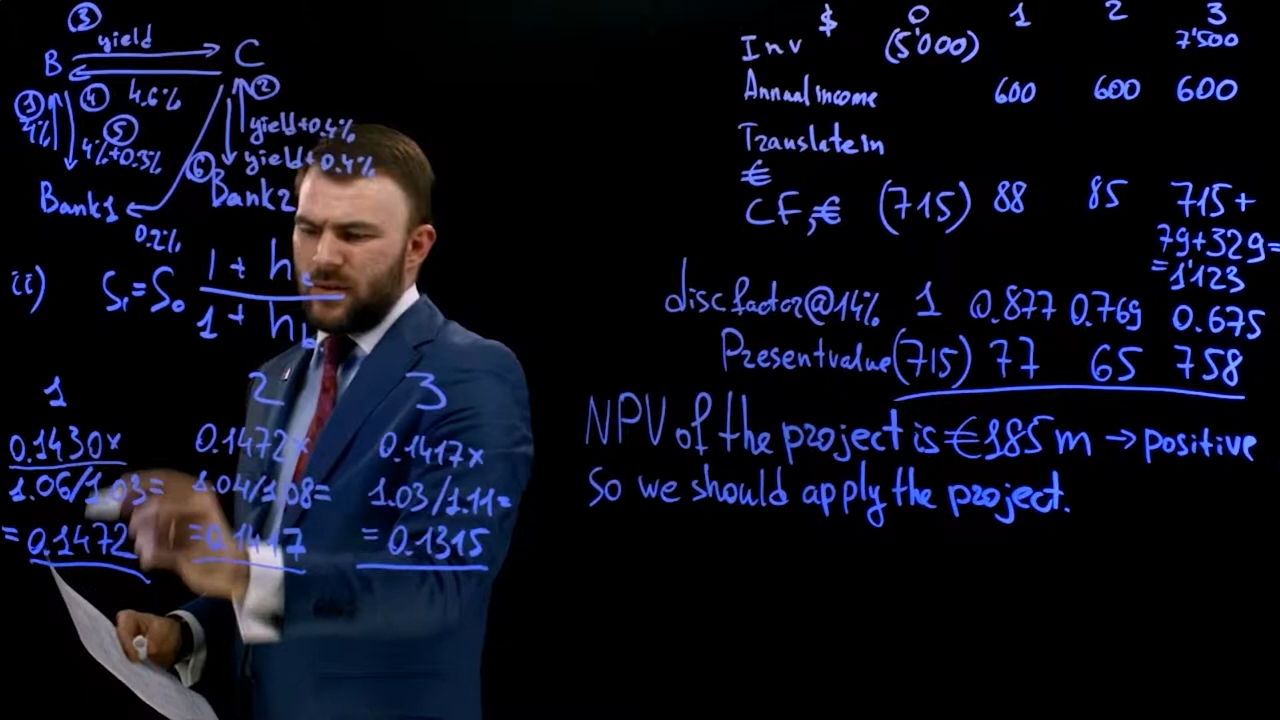 ③ yield
B C
① 4% ④ 4.6% ②
⑤ 4%+0.3%
yield+0.4%
⑥ yield+0.4%
Bank1 Bank2
0.2%
ii) S₁=S₀ 1 + h
1 + h
1 2 3
0.1430× 0.1472× 0.1417×
1.06/1.03= 1.04/1.08= 1.03/1.11=
=0.1472 =0.1417 =0.1315
$ 0 1 2 3
Inv (5'000) 7'500
Annual income 600 600 600
Translate in
€
CF,€ (715) 88 85 715+
79+329=
=1'123
disc factor@14% 1 0.877 0.769 0.675
Present value (715) 77 65 758
NPV of the project is €185m → positive
So we should apply the project.